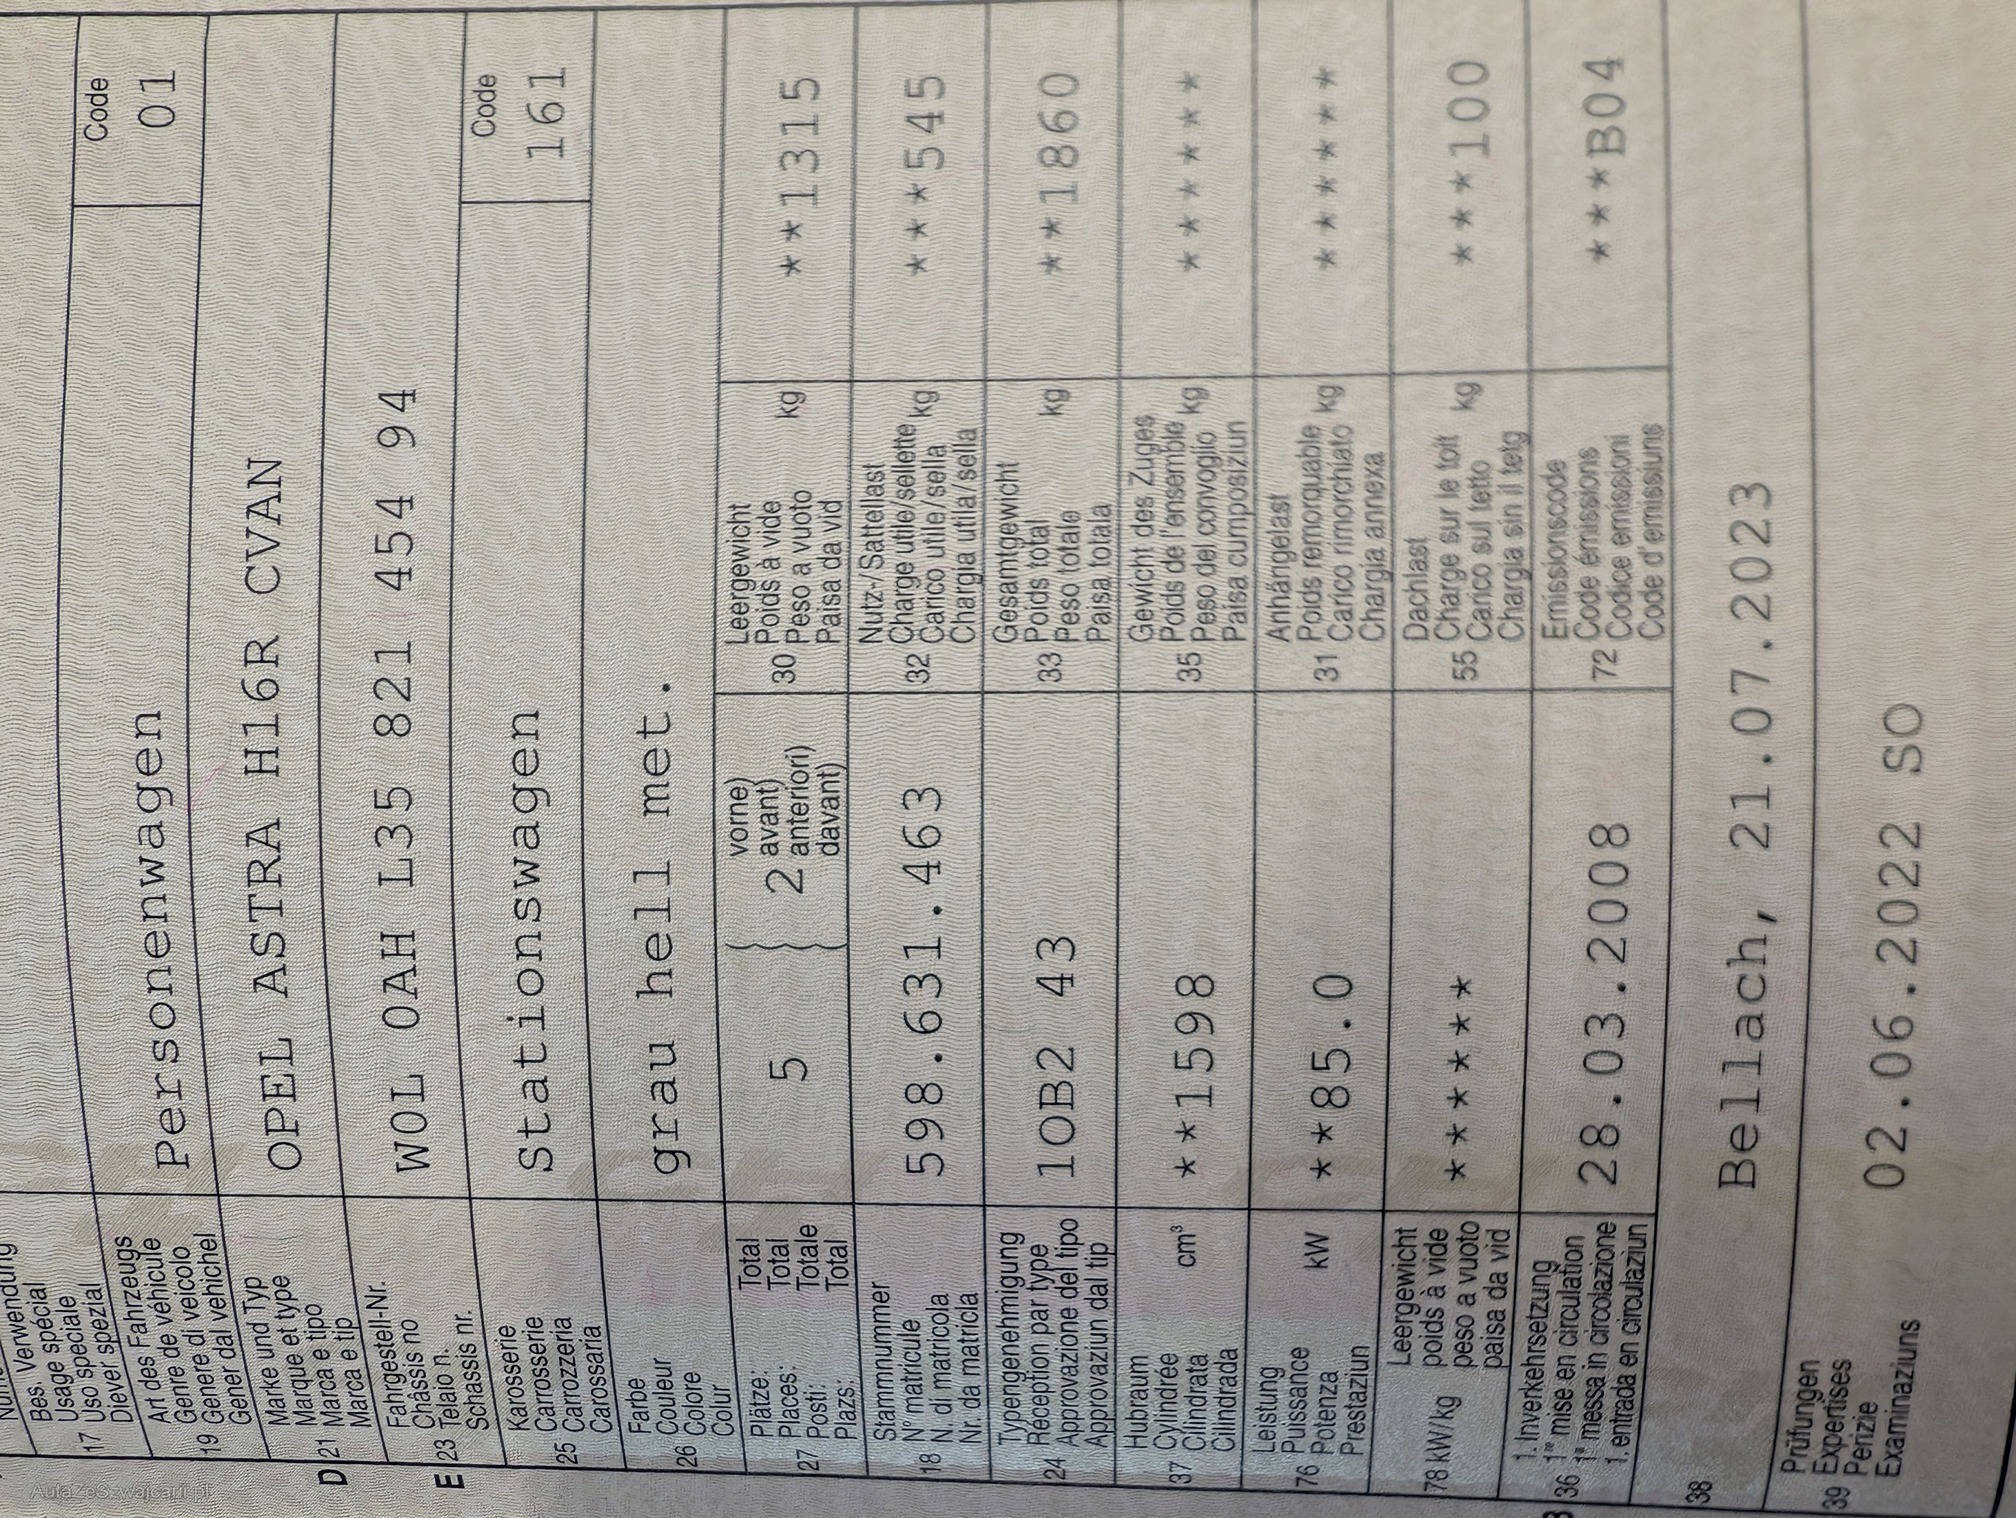 Bes. Verwendung
Usage spécial
17 Uso speciale
Diever spezial
Code
Art des Fahrzeugs
Genre de véhicule
19 Genere di veicolo
Gener dal vehichel
Personenwagen
01
Marke und Typ
Marque et type
D 21 Marca e tipo
Marca e tip
OPEL ASTRA H16R CVAN
Fahrgestell-Nr.
Châssis no
E 23 Telaio n.
Schassis nr.
W0L 0AH L35 821 454 94
Karosserie
Carrosserie
25 Carrozzeria
Carossaria
Stationswagen
Code
161
Farbe
Couleur
26 Colore
Colur
grau hell met.
Plätze: Total
Places: Total
27 Posti: Totale
Plazs: Total
5
2
vorne)
avant)
anteriori)
davant)
Leergewicht
30 Poids à vide
Peso a vuoto kg
Paisa da vid
**1315
Stammnummer
N° matricule
18 N. di matricola
Nr. da matricla
598.631.463
Nutz-/Sattellast
Charge utile/sellette
32 Carico utile/sella kg
Chargia utila/sella
***545
Typengenehmigung
Réception par type
24 Approvazione del tipo
Approvaziun dal tip
1OB2 43
Gesamtgewicht
33 Poids total kg
Peso totale
Paisa totala
**1860
Hubraum
37 Cylindrée cm³
Cilindrata
Cilindrada
**1598
Gewicht des Zuges
Poids de l'ensemble
35 Peso del convoglio kg
Paisa cumposiziun
*******
Leistung
76 Puissance kW
Potenza
Prestaziun
**85.0
Anhängelast
Poids remorquable
31 Carico rimorchiato kg
Chargia annexa
*******
78 kW/kg Leergewicht
poids à vide
peso a vuoto
paisa da vid
*******
Dachlast
Charge sur le toit
55 Carico sul tetto kg
Chargia sin il tetg
***100
1. Inverkehrsetzung
36 1re mise en circulation
1a messa in circolazione
1. entrada en circulaziun
28.03.2008
Emissionscode
72 Code émissions
Codice emissioni
Code d'emissiuns
***B04
38
Bellach, 21.07.2023
Prüfungen
39 Expertises
Perizie
Examinaziuns
02.06.2022 SO
AutaZeSzwajcarii.pl